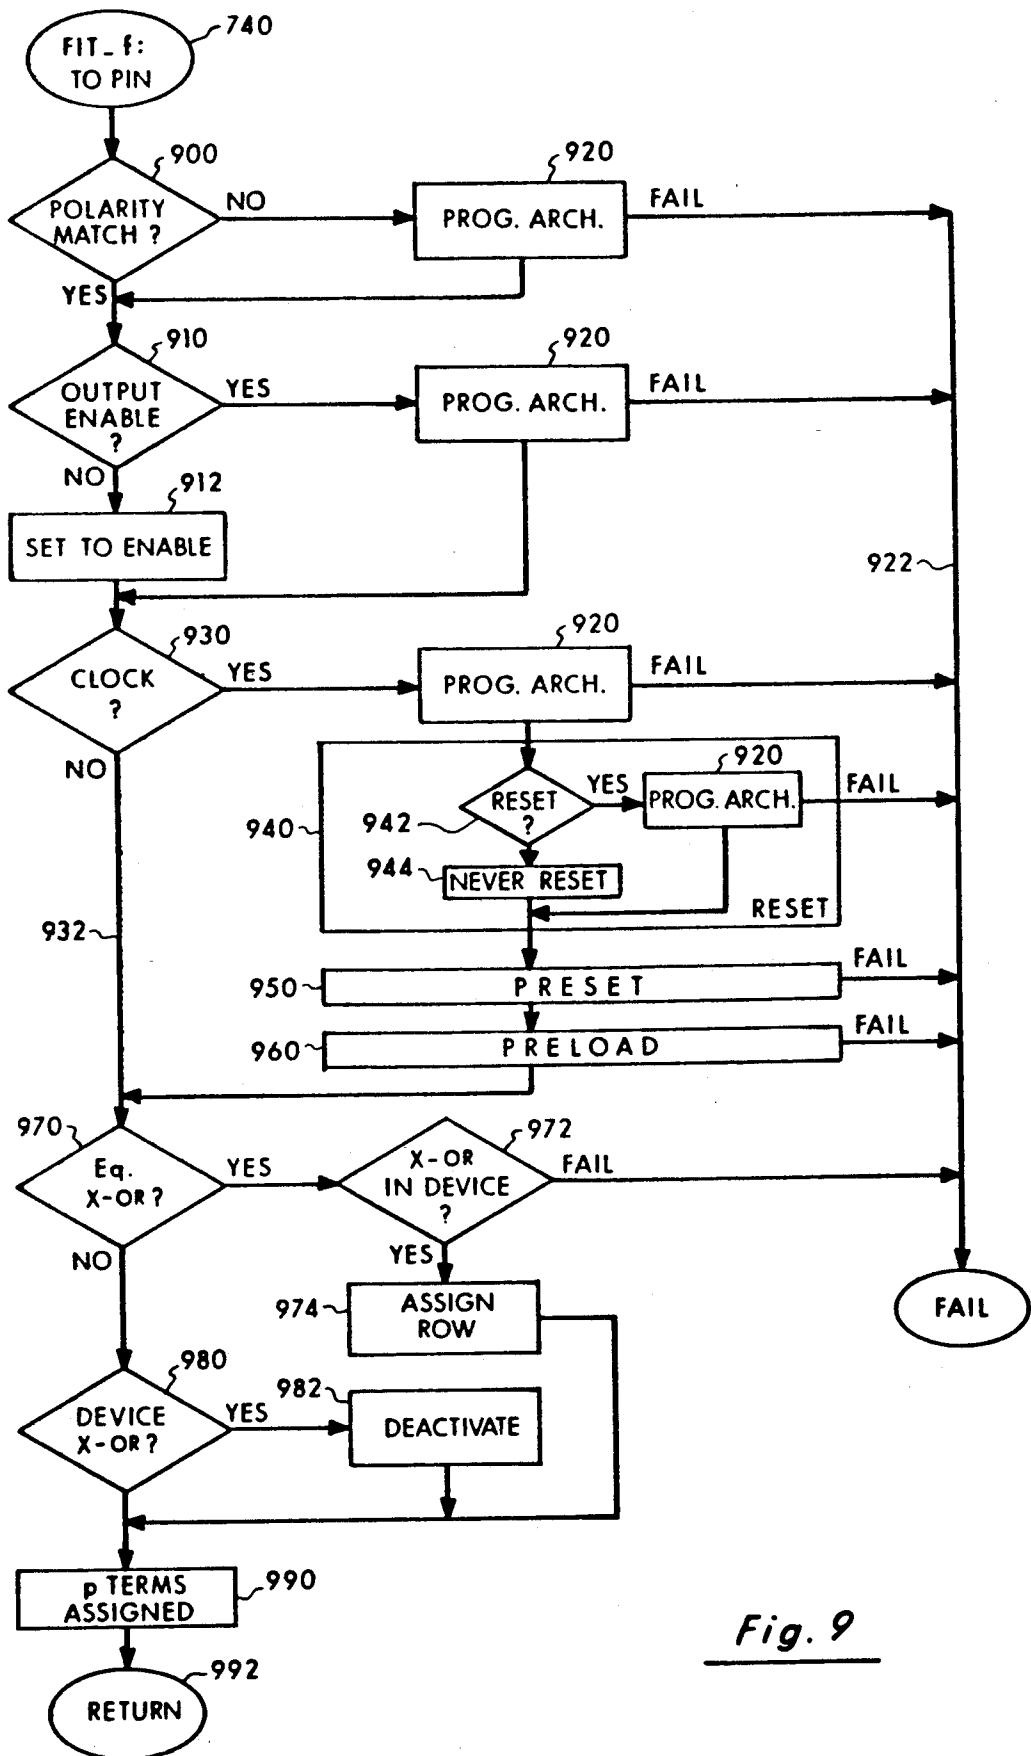 FIT_f:
TO PIN
740
900
POLARITY
MATCH ?
NO
920
PROG. ARCH.
FAIL
YES
910
OUTPUT
ENABLE
?
YES
920
PROG. ARCH.
FAIL
NO
912
SET TO ENABLE
922
930
CLOCK
?
YES
920
PROG. ARCH.
FAIL
NO
940
942
RESET
?
YES
920
PROG. ARCH.
FAIL
944
NEVER RESET
RESET
932
950
PRESET
FAIL
960
PRELOAD
FAIL
970
Eq.
X-OR ?
YES
972
X-OR
IN DEVICE
?
FAIL
NO
YES
974
ASSIGN
ROW
FAIL
980
DEVICE
X-OR ?
YES
982
DEACTIVATE
990
p TERMS
ASSIGNED
992
RETURN
Fig. 9